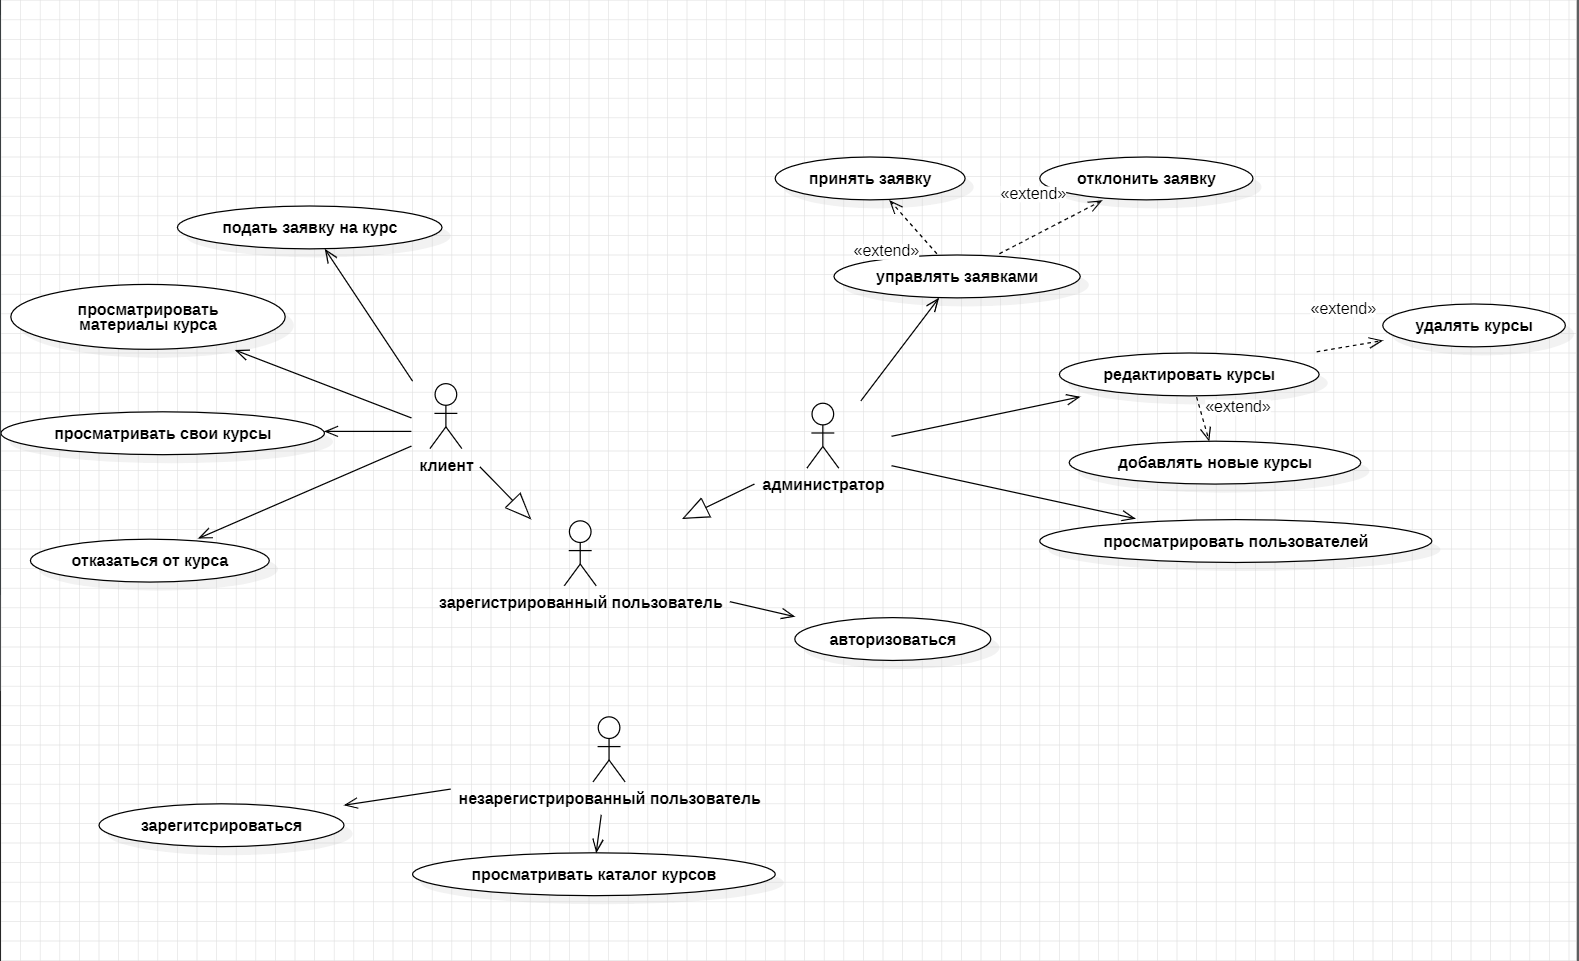 принять заявку
отклонить заявку
«extend»
подать заявку на курс
«extend»
управлять заявками
просматрировать
материалы курса
«extend»
удалять курсы
редактировать курсы
«extend»
просматривать свои курсы
добавлять новые курсы
клиент
администратор
просматрировать пользователей
отказаться от курса
зарегистрированный пользователь
авторизоваться
незарегистрированный пользователь
зарегитсрироваться
просматривать каталог курсов